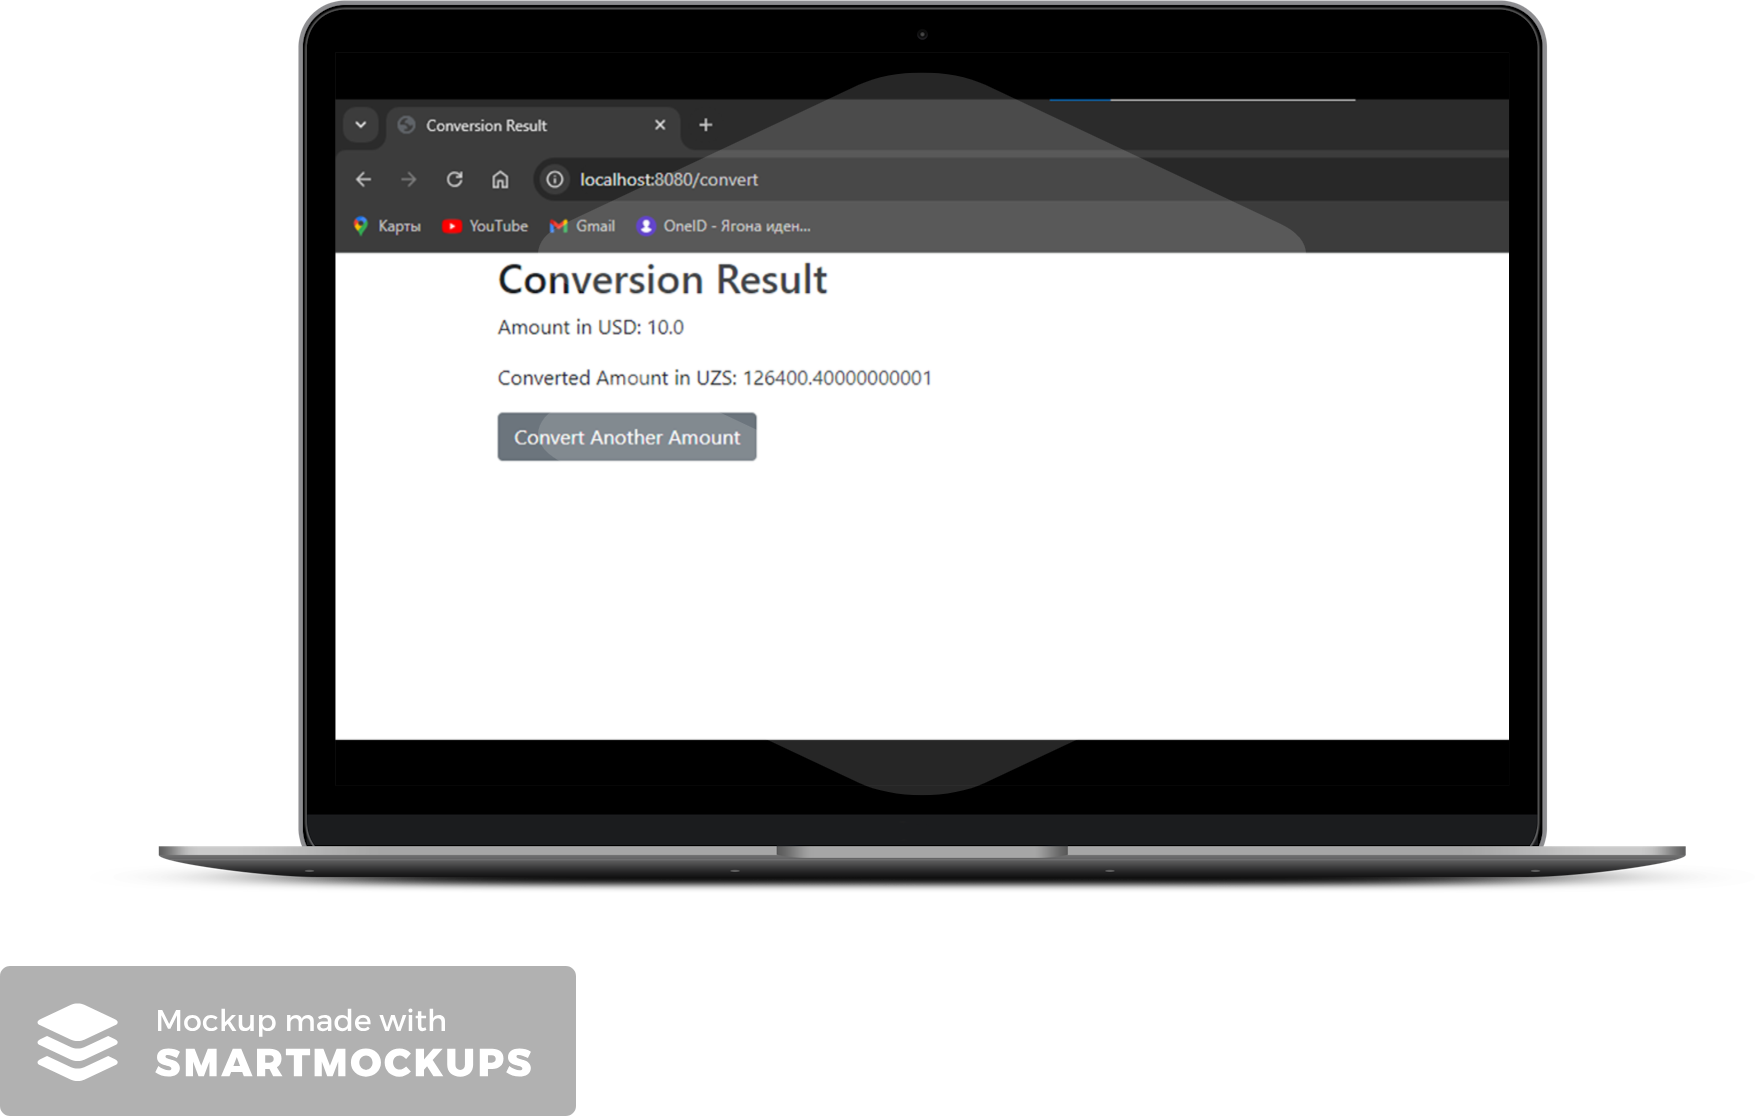 Conversion Result
localhost:8080/convert
Карты YouTube Gmail OneID - Ягона иден...
Conversion Result
Amount in USD: 10.0
Converted Amount in UZS: 126400.40000000001
Convert Another Amount
Mockup made with
SMARTMOCKUPS